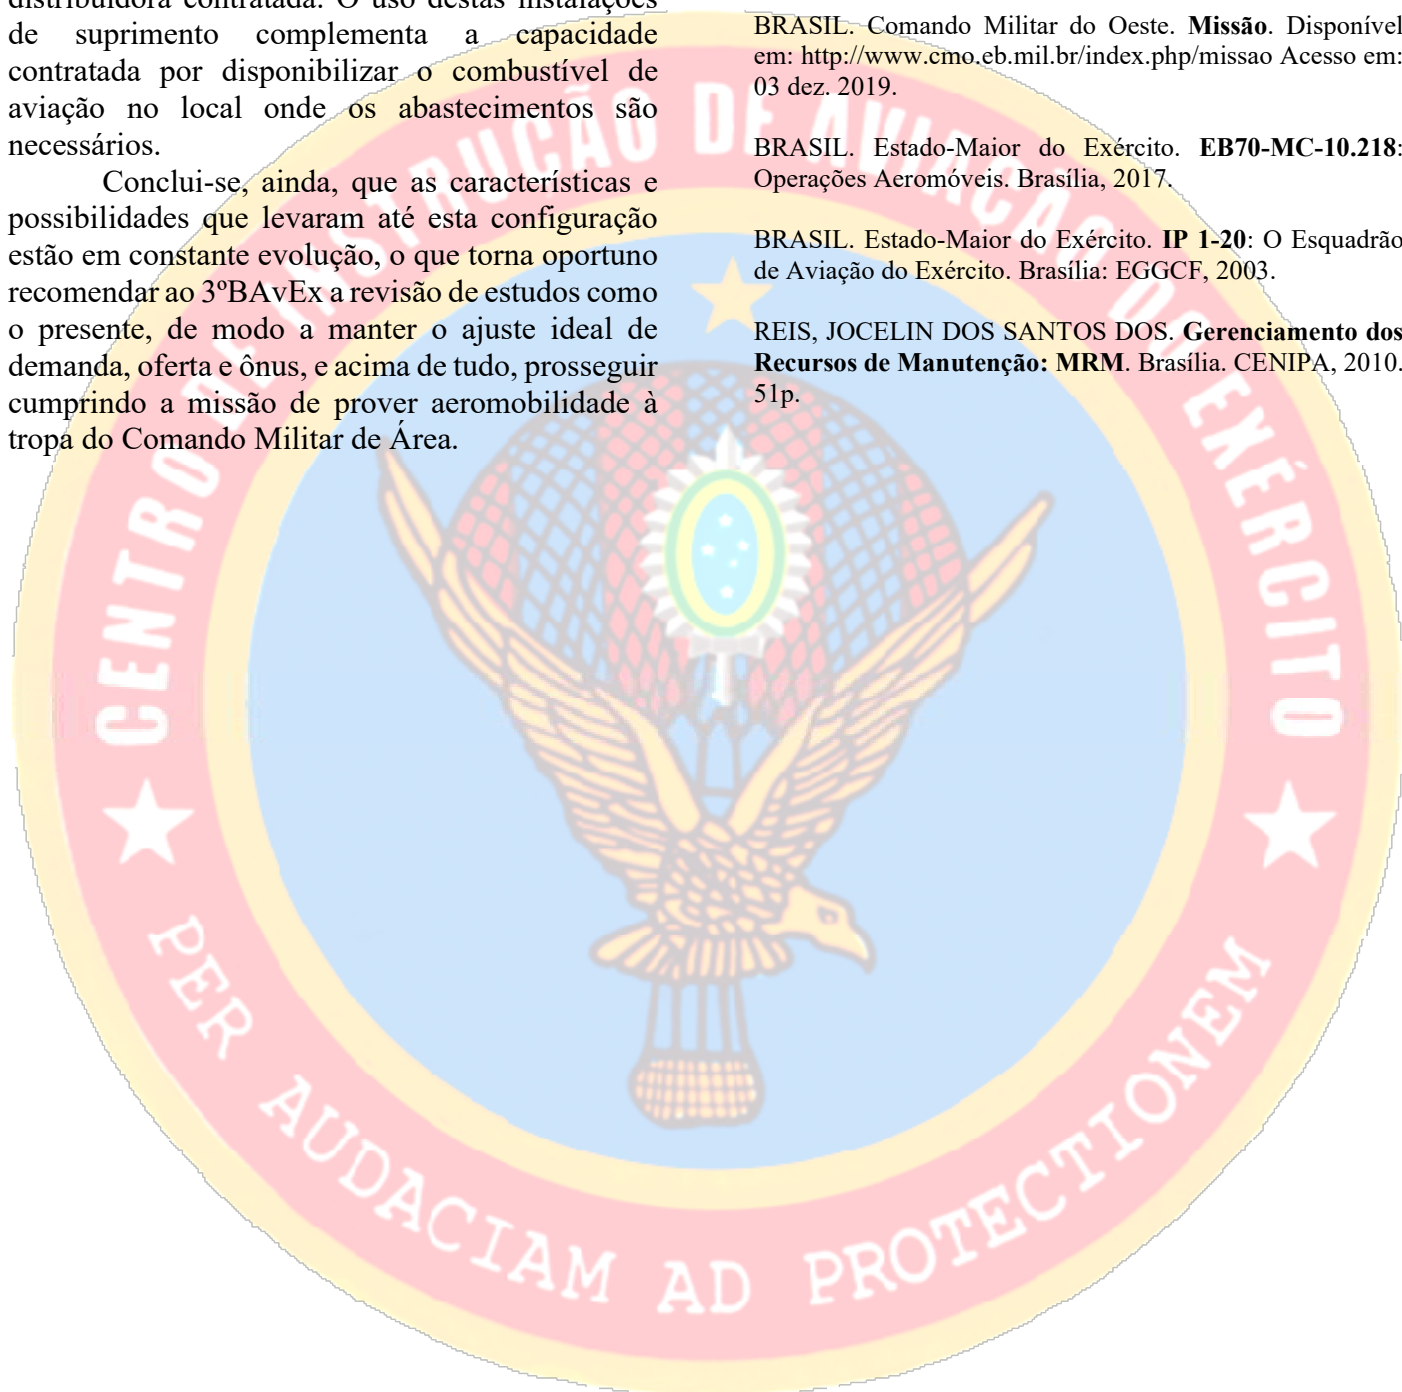 distribuidora contratada. O uso destas instalações
de suprimento complementa a capacidade
contratada por disponibilizar o combustível de
aviação no local onde os abastecimentos são
necessários.
Conclui-se, ainda, que as características e
possibilidades que levaram até esta configuração
estão em constante evolução, o que torna oportuno
recomendar ao 3ºBAvEx a revisão de estudos como
o presente, de modo a manter o ajuste ideal de
demanda, oferta e ônus, e acima de tudo, prosseguir
cumprindo a missão de prover aeromobilidade à
tropa do Comando Militar de Área.
BRASIL. Comando Militar do Oeste. Missão. Disponível
em: http://www.cmo.eb.mil.br/index.php/missao Acesso em:
03 dez. 2019.
BRASIL. Estado-Maior do Exército. EB70-MC-10.218:
Operações Aeromóveis. Brasília, 2017.
BRASIL. Estado-Maior do Exército. IP 1-20: O Esquadrão
de Aviação do Exército. Brasília: EGGCF, 2003.
REIS, JOCELIN DOS SANTOS DOS. Gerenciamento dos
Recursos de Manutenção: MRM. Brasília. CENIPA, 2010.
51p.
CENTRO DE INSTRUÇÃO DE AVIAÇÃO DO EXÉRCITO
PER AUDACIAM AD PROTECTIONEM